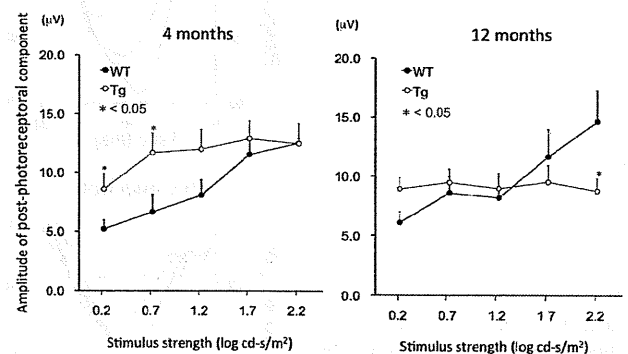 (μV)
4 months
Amplitude of post-photoreceptoral component
20.0
15.0
10.0
5.0
0.0
WT
Tg
* < 0.05
*
*
0.2 0.7 1.2 1.7 2.2
Stimulus strength (log cd-s/m²)
(μV)
12 months
20.0
15.0
10.0
5.0
0.0
WT
Tg
* < 0.05
*
0.2 0.7 1.2 1 7 2.2
Stimulus strength (log cd-s/m²)